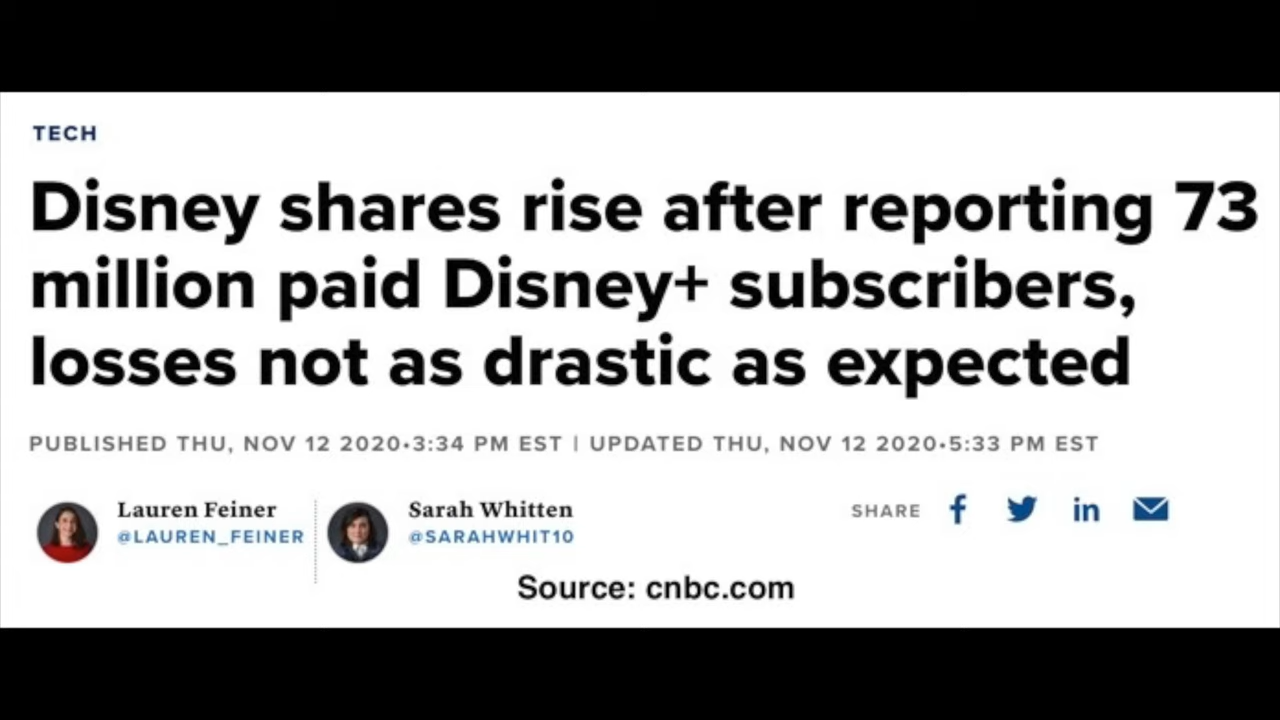 TECH
Disney shares rise after reporting 73
million paid Disney+ subscribers,
losses not as drastic as expected
PUBLISHED THU, NOV 12 2020•3:34 PM EST | UPDATED THU, NOV 12 2020•5:33 PM EST
Lauren Feiner
@LAUREN_FEINER
Sarah Whitten
@SARAHWHIT10
SHARE
Source: cnbc.com